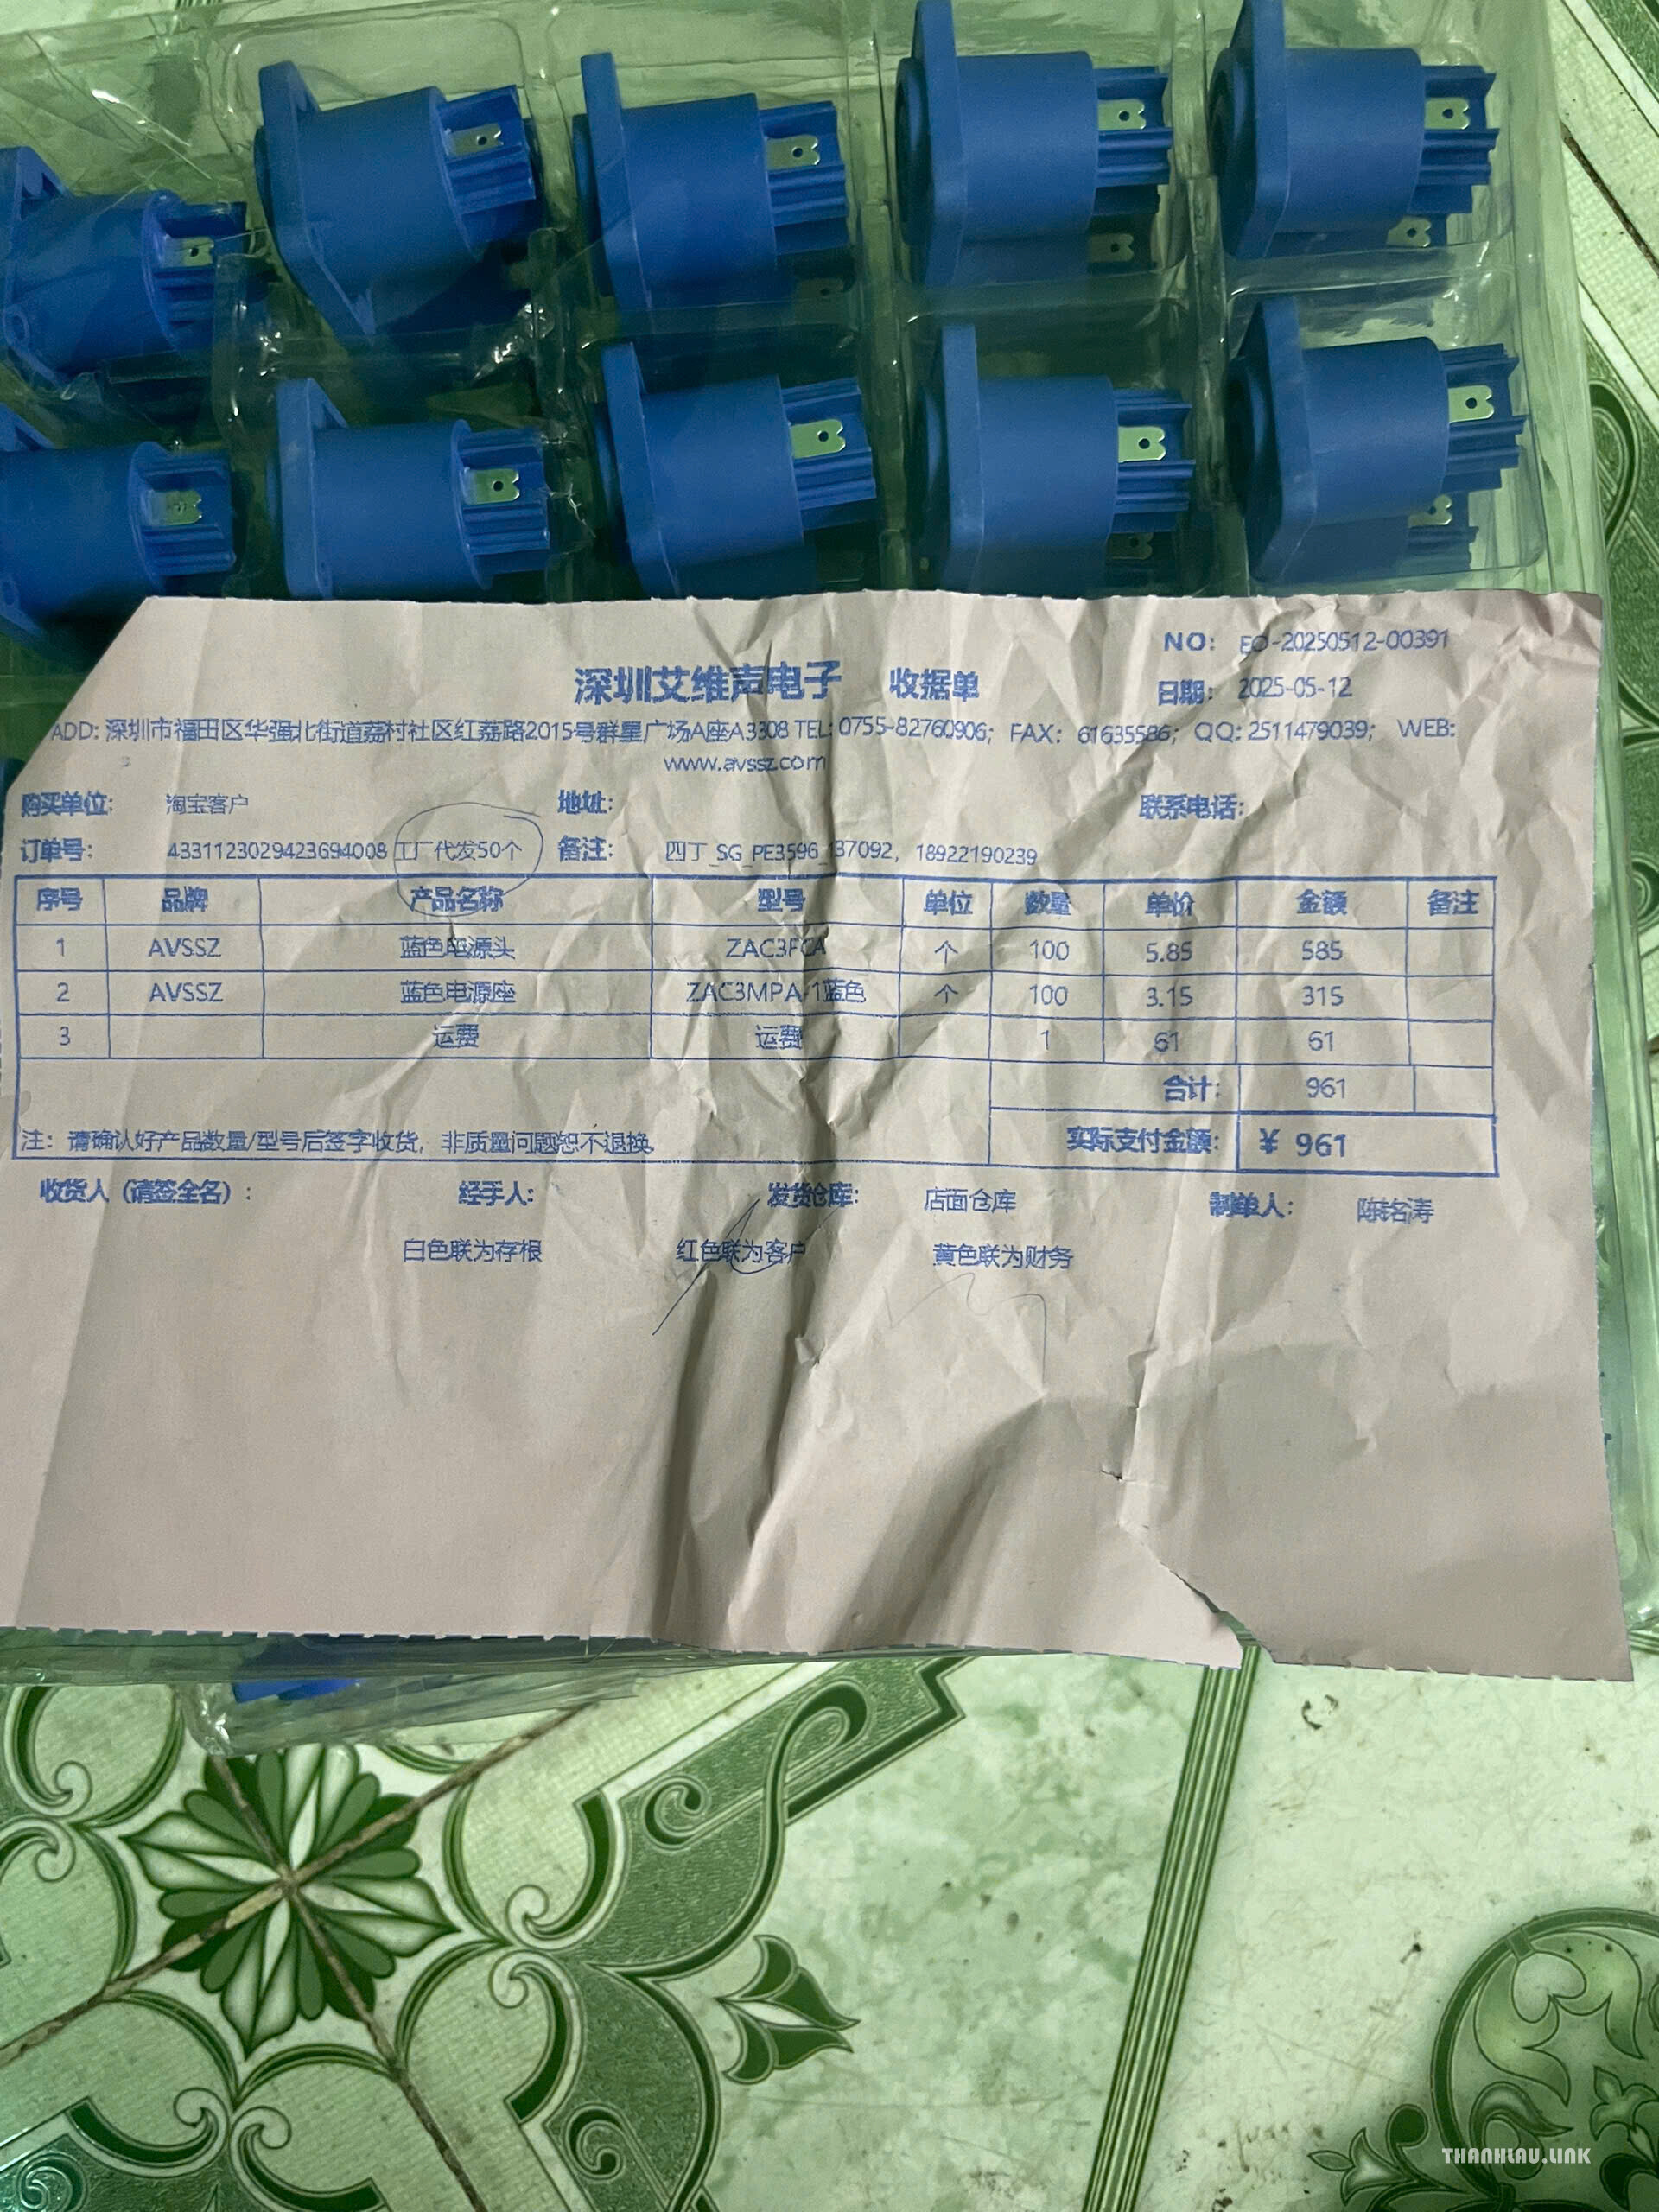 NO: EO-20250512-00391
深圳艾维声电子 收据单
日期: 2025-05-12
ADD: 深圳市福田区华强北街道荔村社区红荔路2015号群星广场A座A3308 TEL: 0755-82760906; FAX: 61635586; QQ: 2511479039; WEB:
www.avssz.com
购买单位: 淘宝客户 地址: 联系电话:
订单号: 4331123029423694008 工厂代发50个 备注: 四丁_SG_PE3596_137092, 18922190239
序号 品牌 产品名称 型号 单位 数量 单价 金额 备注
1 AVSSZ 蓝色电源头 ZAC3FCA 个 100 5.85 585
2 AVSSZ 蓝色电源座 ZAC3MPA-1蓝色 个 100 3.15 315
3 运费 运费 1 61 61
合计: 961
注: 请确认好产品数量/型号后签字收货, 非质量问题恕不退换. 实际支付金额: ¥ 961
收货人 (请签全名) : 经手人: 发货仓库: 店面仓库 制单人: 陈铭涛
白色联为存根 红色联为客户 黄色联为财务
THANHLAV.LINK